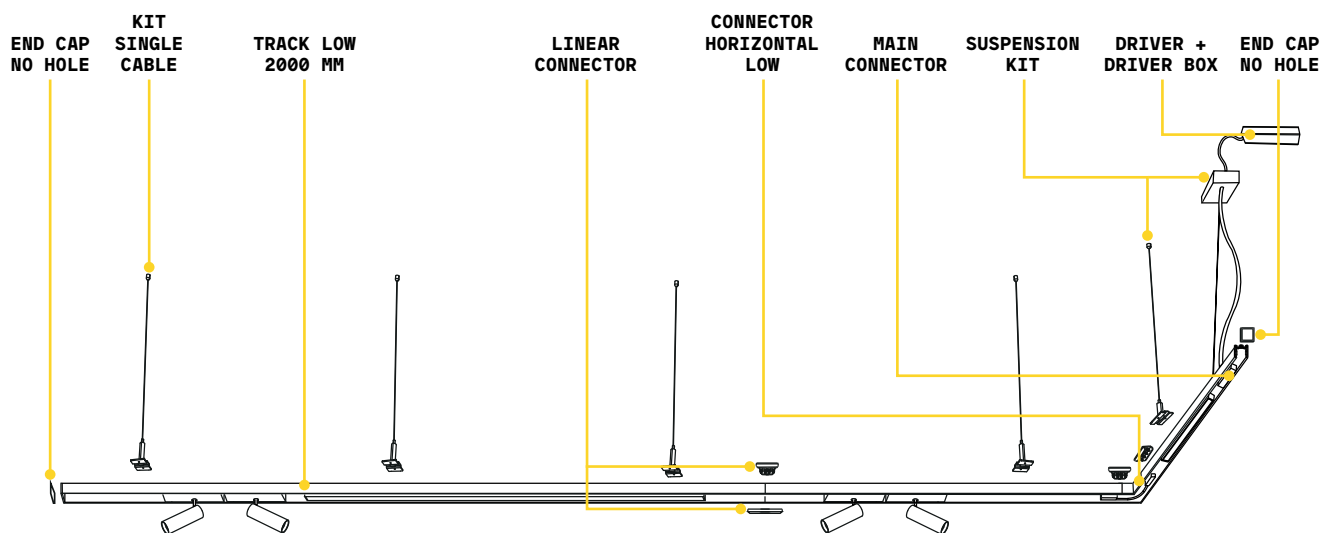 END CAP
NO HOLE
KIT
SINGLE
CABLE
TRACK LOW
2000 MM
LINEAR
CONNECTOR
CONNECTOR
HORIZONTAL
LOW
MAIN
CONNECTOR
SUSPENSION
KIT
DRIVER +
DRIVER BOX
END CAP
NO HOLE